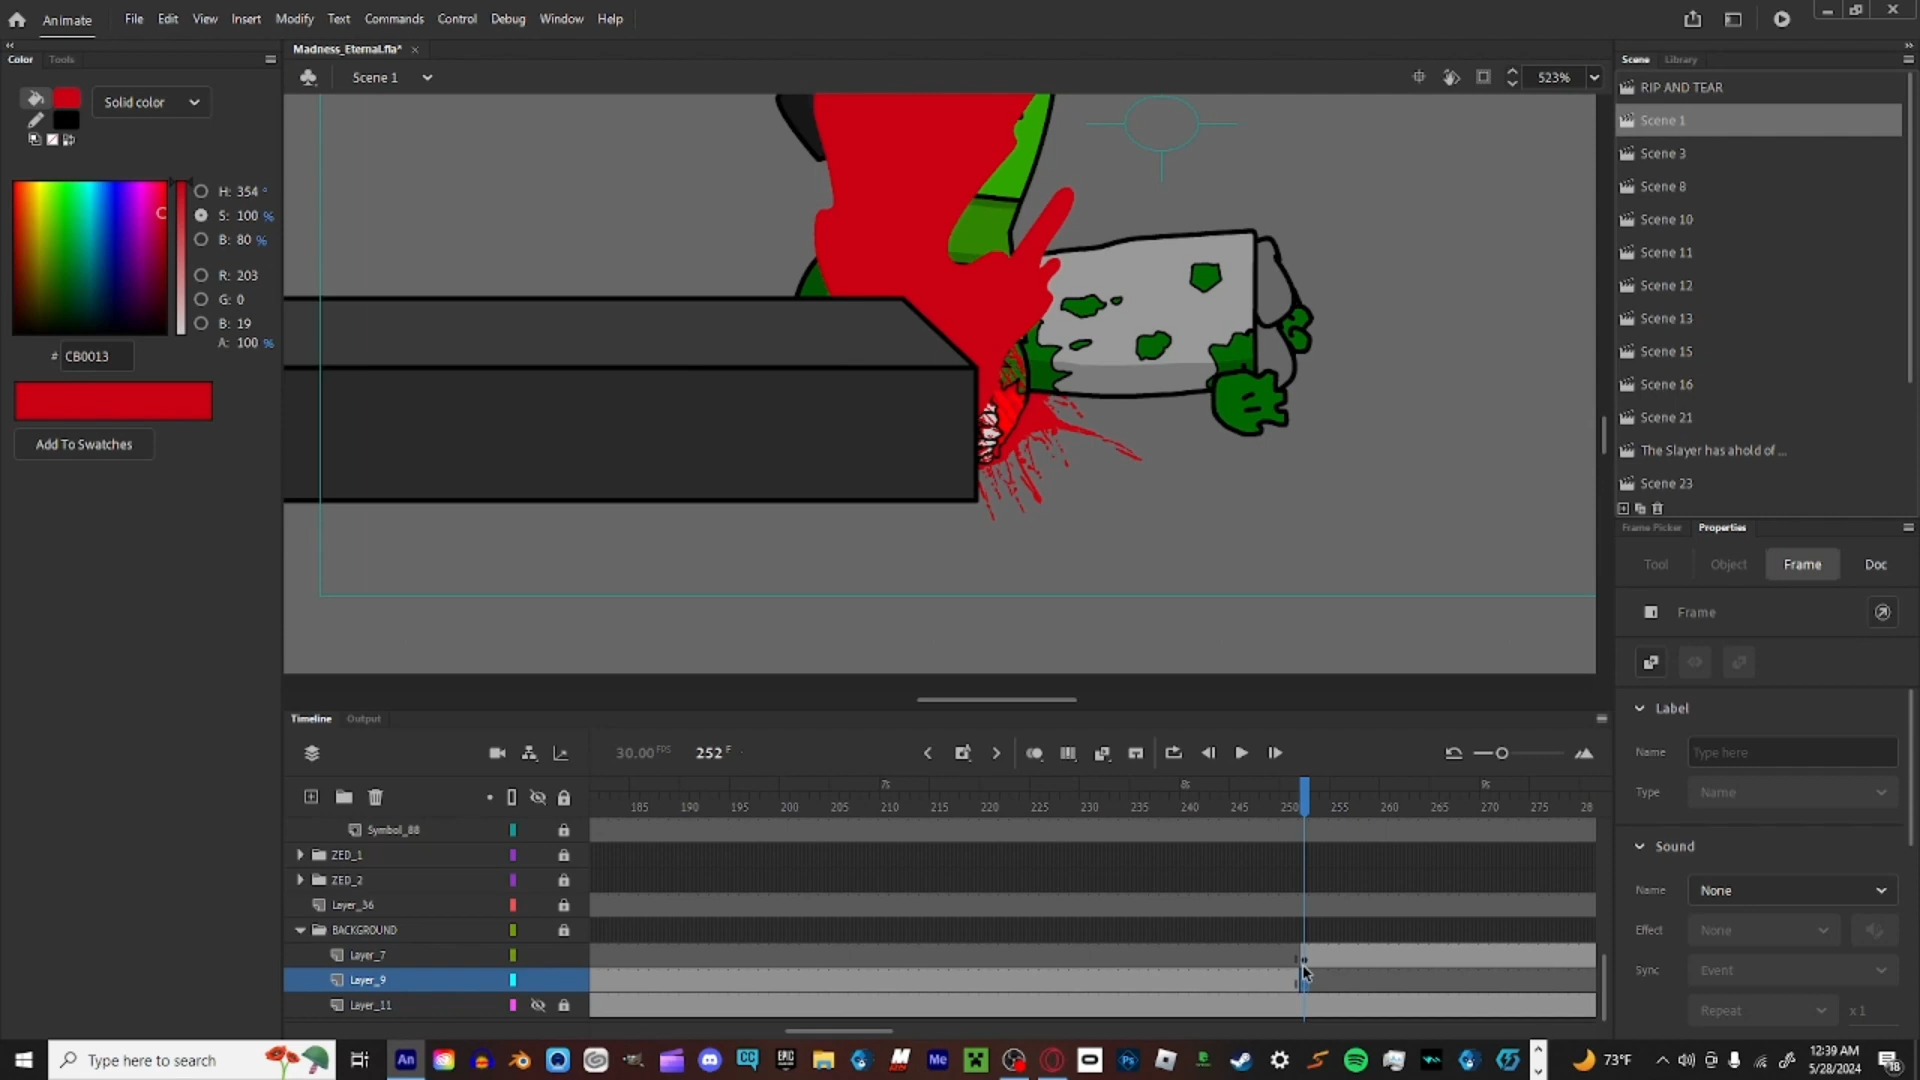 Animate File Edit View Insert Modify Text Commands Control Debug Window Help
Color Tools
Madness_Eternal.fla*
Scene 1
523%
Solid color
H: 354 °
S: 100 %
B: 80 %
R: 203
G: 0
B: 19
A: 100 %
# CB0013
Add To Swatches
Scene Library
RIP AND TEAR
Scene 1
Scene 3
Scene 8
Scene 10
Scene 11
Scene 12
Scene 13
Scene 15
Scene 16
Scene 21
The Slayer has ahold of ...
Scene 23
Frame Picker Properties
Tool Object Frame Doc
Frame
Label
Name Type here
Type Name
Sound
Name None
Effect None
Sync Event
Repeat x 1
Timeline Output
30.00 FPS 252 F
7s 8s 9s
185 190 195 200 205 210 215 220 225 230 235 240 245 250 255 260 265 270 275 28
Symbol_88
ZED_1
ZED_2
Layer_36
BACKGROUND
Layer_7
Layer_9
Layer_11
Type here to search
73°F
12:39 AM
5/28/2024
18